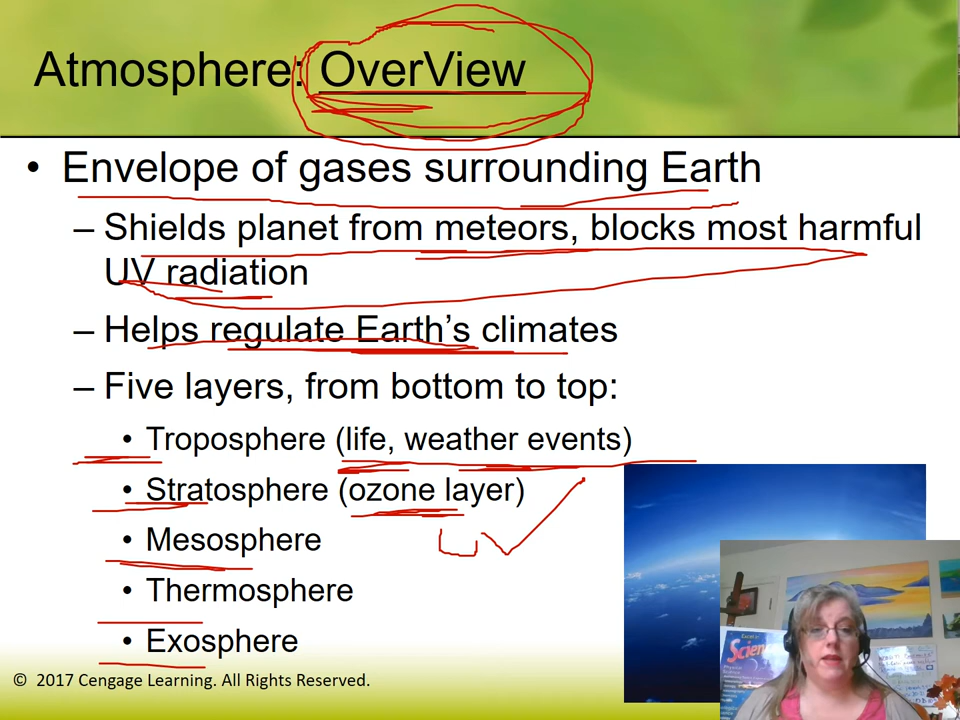 Atmosphere: OverView
• Envelope of gases surrounding Earth
– Shields planet from meteors, blocks most harmful
UV radiation
– Helps regulate Earth’s climates
– Five layers, from bottom to top:
• Troposphere (life, weather events)
• Stratosphere (ozone layer)
• Mesosphere
• Thermosphere
• Exosphere
© 2017 Cengage Learning. All Rights Reserved.
Science